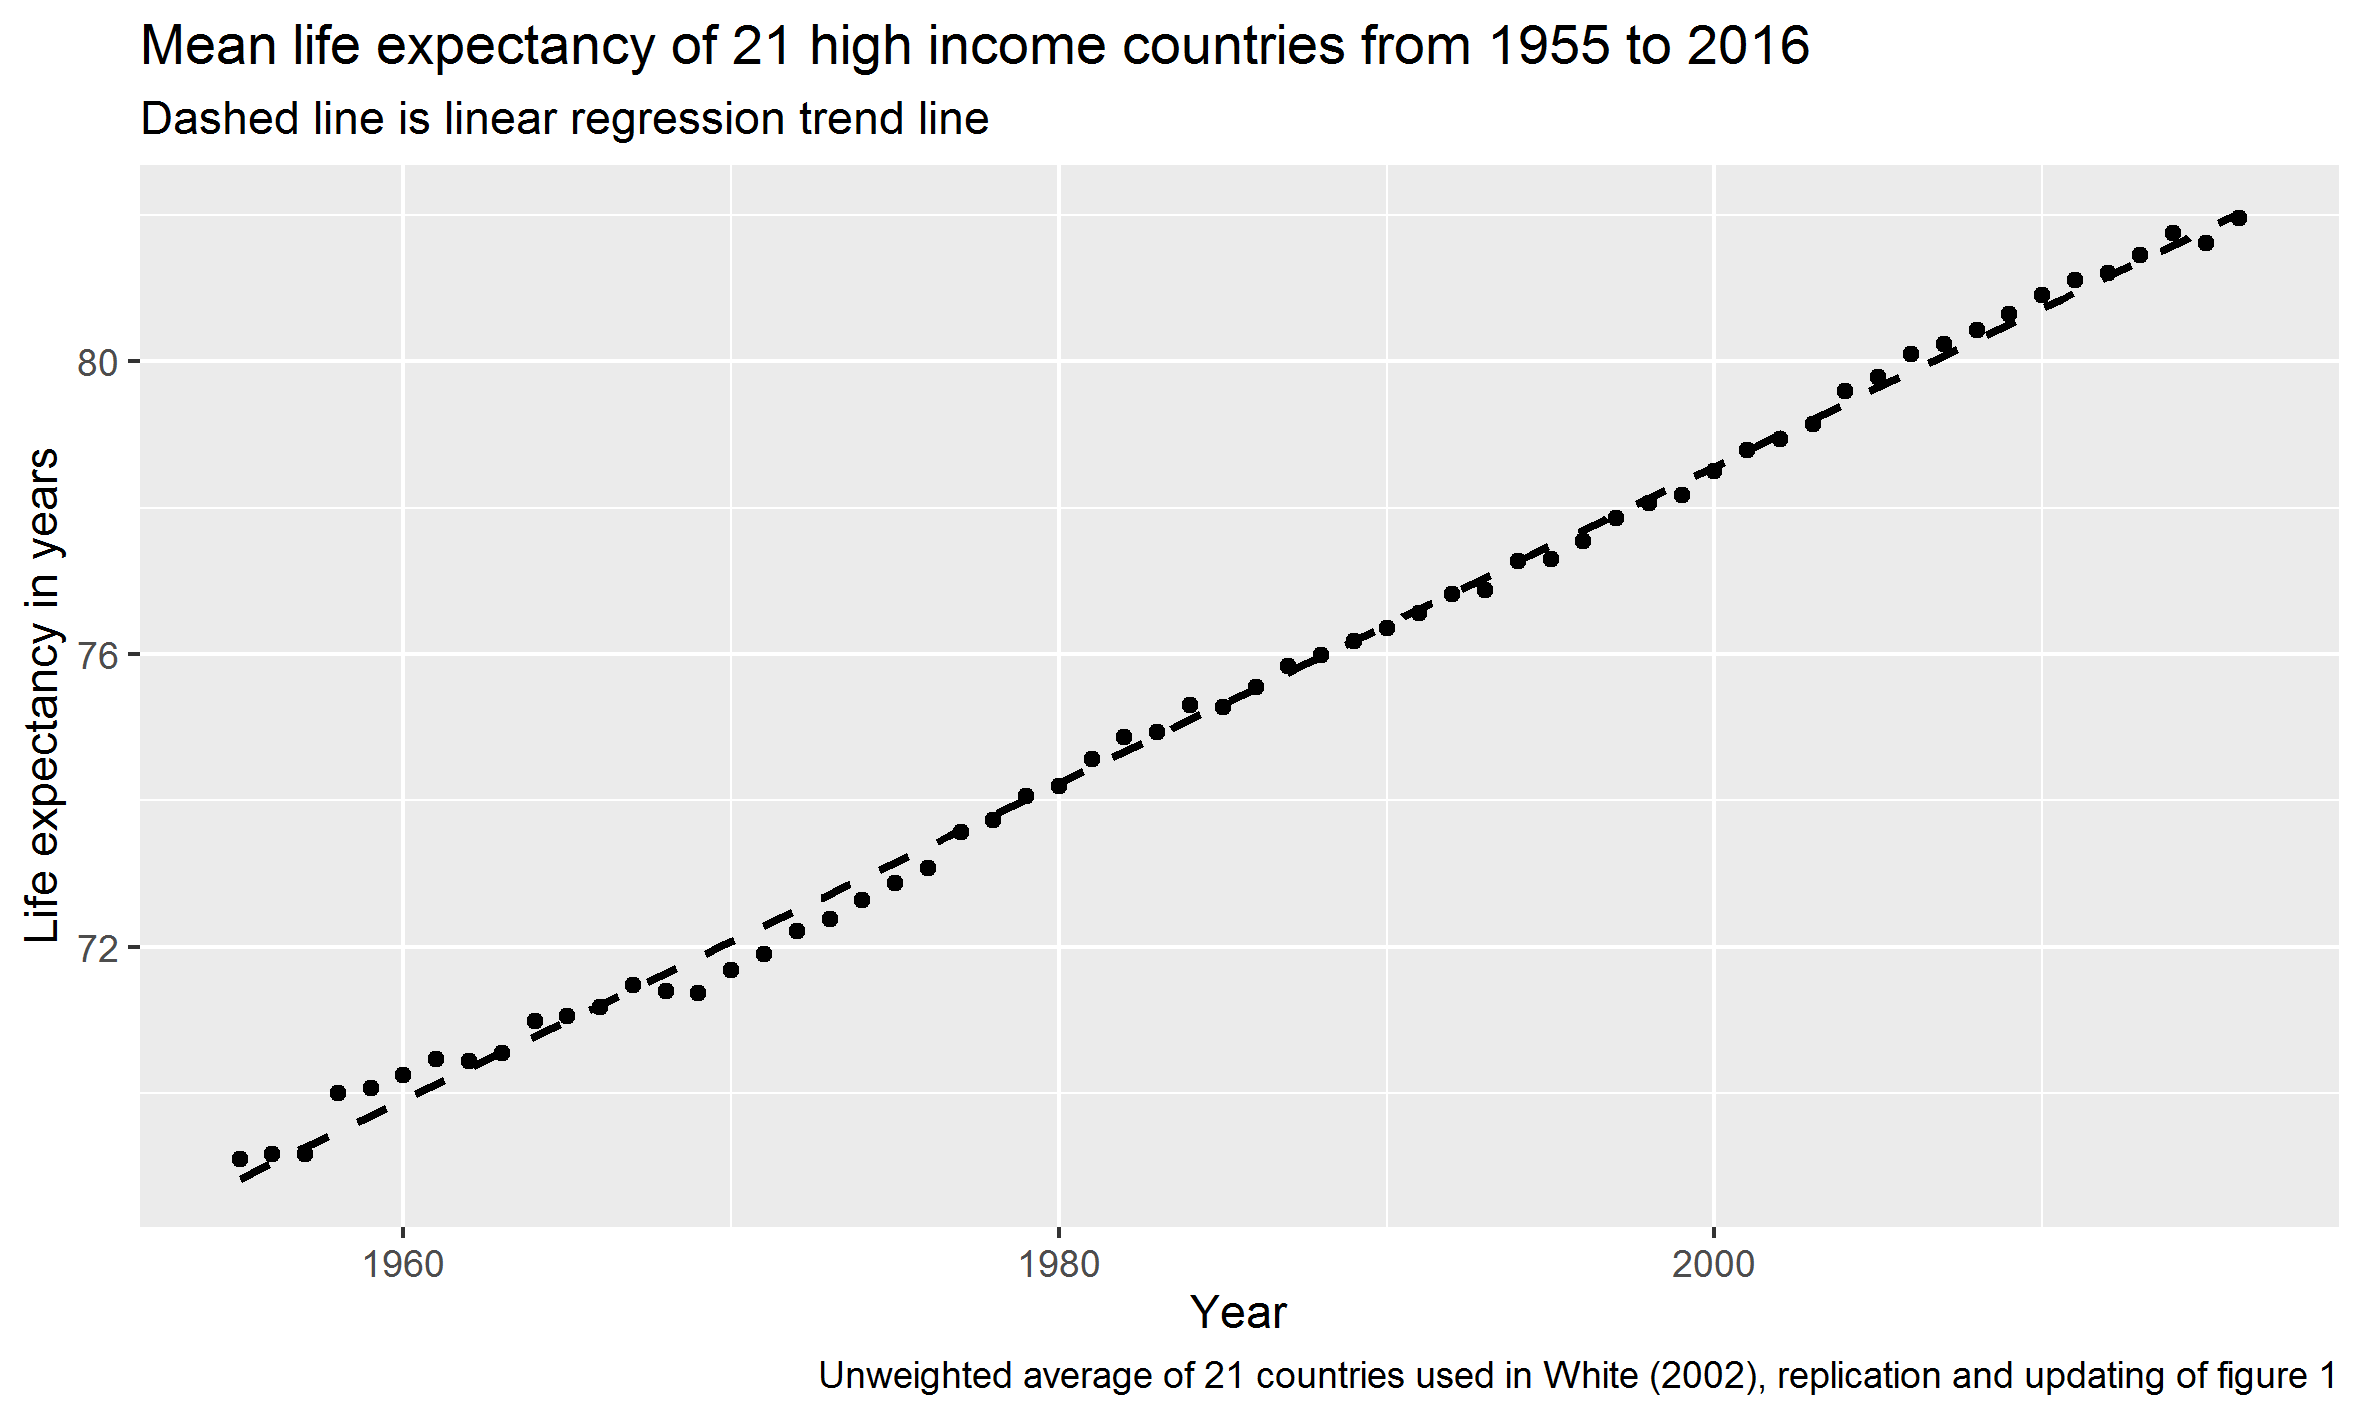 Mean life expectancy of 21 high income countries from 1955 to 2016
Dashed line is linear regression trend line
Life expectancy in years
80
76
72
1960
1980
2000
Year
Unweighted average of 21 countries used in White (2002), replication and updating of figure 1